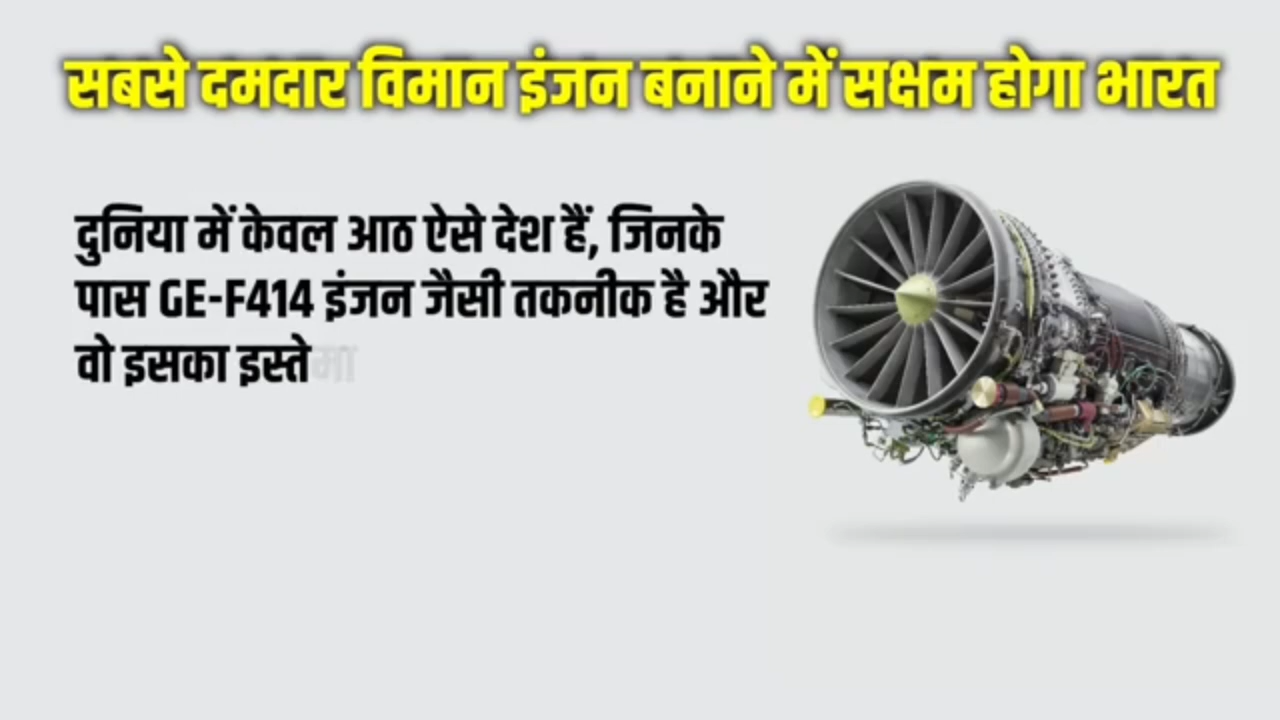 सबसे दमदार विमान इंजन बनाने में सक्षम होगा भारत
दुनिया में केवल आठ ऐसे देश हैं, जिनके
पास GE-F414 इंजन जैसी तकनीक है और
वो इसका इस्तेमा